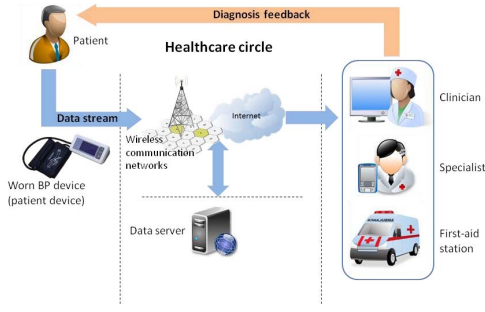 Diagnosis feedback
Patient
Healthcare circle
Data stream
Internet
Wireless
communication
networks
Worn BP device
(patient device)
Data server
Clinician
Specialist
First-aid
station
AMBULANCE